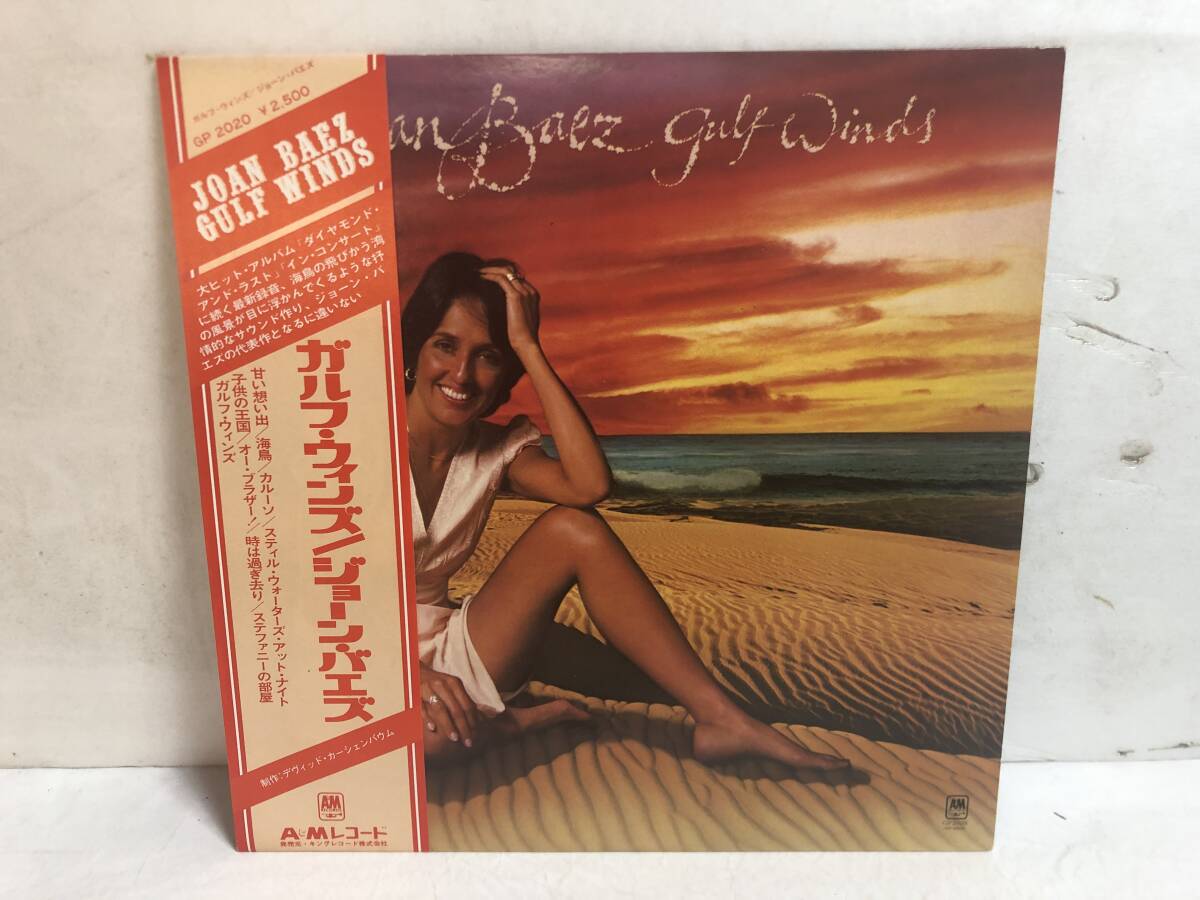 ガルフ・ウィンズ/ジョーン・バエズ
GP 2020 ¥2,500
JOAN BAEZ
GULF WINDS
大ヒット・アルバム「ダイヤモンド・
アンド・ラスト」「イン・コンサート」
に続く最新録音、海鳥の飛びかう湾
の風景が目に浮かんでくるような抒
情的なサウンド作り、ジョーン・バ
エズの代表作となるに違いない
ガルフ・ウィンズ/ジョーン・バエズ
甘い想い出/海鳥/カルーソ/スティル・ウォーターズ・アット・ナイト
子供の王国/オー・ブラザー!/時は過ぎ去り/ステファニーの部屋
ガルフ・ウィンズ
制作:デヴィッド・カーシェンバウム
A&M
RECORDS
A&Mレコード
発売元・キングレコード株式会社
an Baez Gulf Winds
A&M